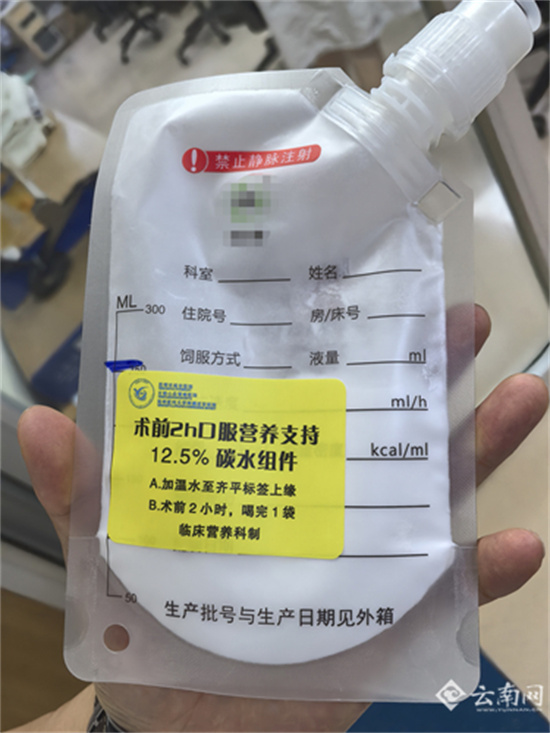 禁止静脉注射
科室 姓名
ML 300
住院号 房/床号
饲服方式 液量 ml
ml/h
术前2h口服营养支持
12.5% 碳水组件
kcal/ml
A.加温水至齐平标签上缘
B.术前2小时，喝完1袋
临床营养科制
50
生产批号与生产日期见外箱
云南网
WWW.YUNNAN.CN